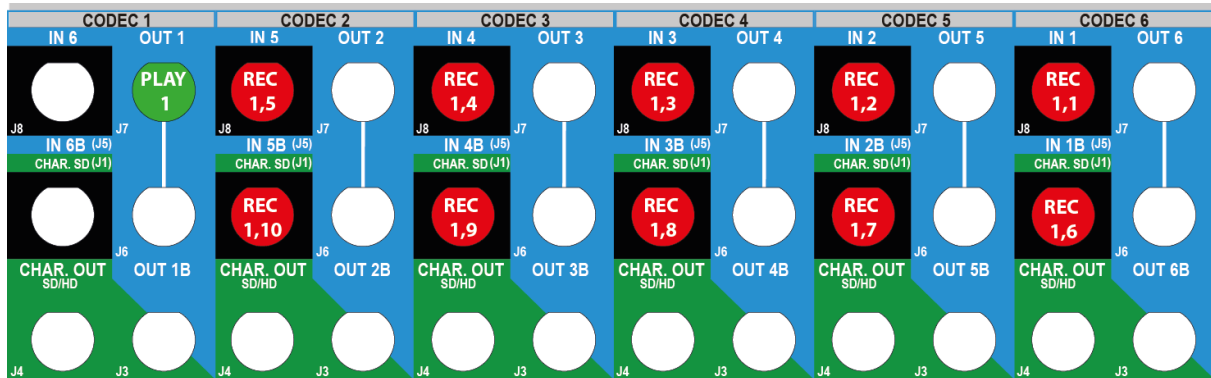 CODEC 1 CODEC 2 CODEC 3 CODEC 4 CODEC 5 CODEC 6
IN 6 OUT 1 IN 5 OUT 2 IN 4 OUT 3 IN 3 OUT 4 IN 2 OUT 5 IN 1 OUT 6
PLAY REC REC REC REC REC
1 1,5 1,4 1,3 1,2 1,1
J8 J7 J8 J7 J8 J7 J8 J7 J8 J7 J8 J7
IN 6B (J5) IN 5B (J5) IN 4B (J5) IN 3B (J5) IN 2B (J5) IN 1B (J5)
CHAR. SD (J1) CHAR. SD (J1) CHAR. SD (J1) CHAR. SD (J1) CHAR. SD (J1) CHAR. SD (J1)
REC REC REC REC REC
1,10 1,9 1,8 1,7 1,6
J6 J6 J6 J6 J6 J6
CHAR. OUT OUT 1B CHAR. OUT OUT 2B CHAR. OUT OUT 3B CHAR. OUT OUT 4B CHAR. OUT OUT 5B CHAR. OUT OUT 6B
SD/HD SD/HD SD/HD SD/HD SD/HD SD/HD
J4 J3 J4 J3 J4 J3 J4 J3 J4 J3 J4 J3